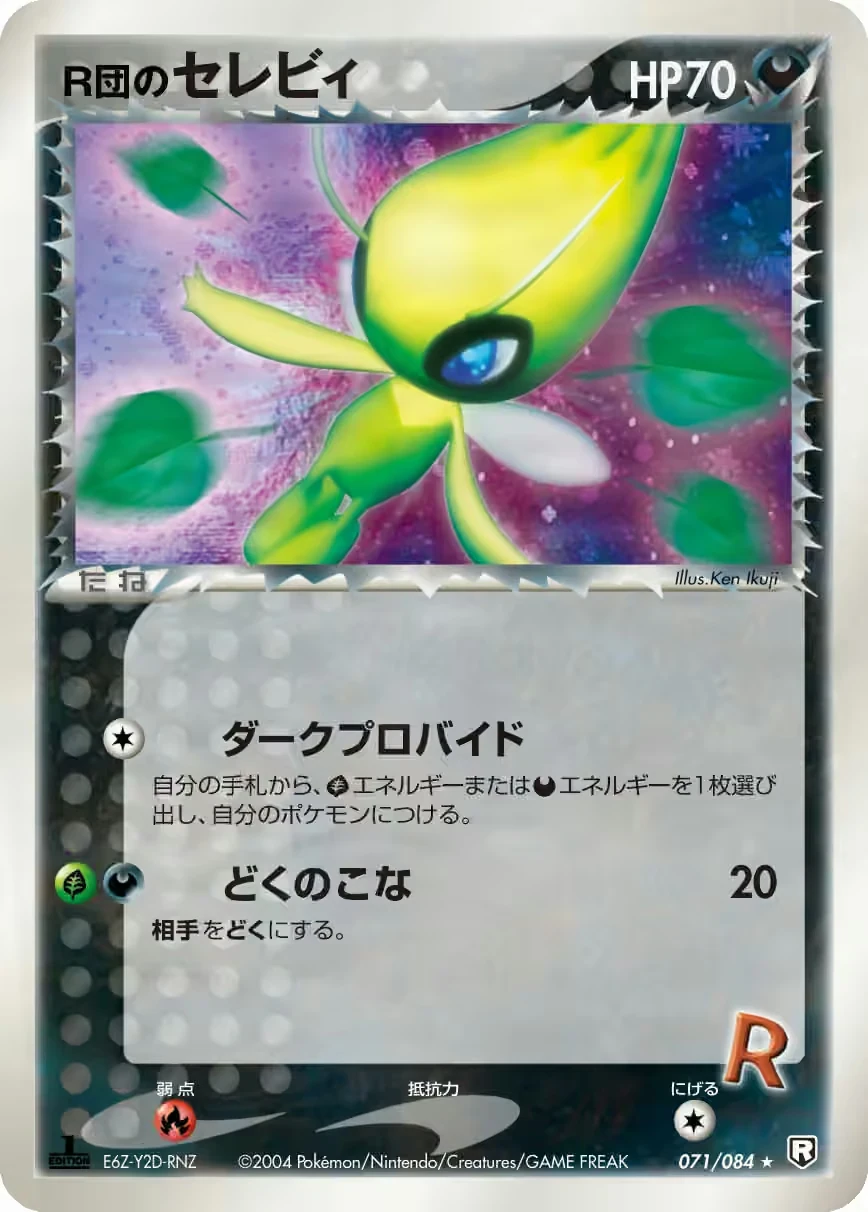 R団のセレビィ HP70
たね
Illus.Ken Ikuji
ダークプロバイド
自分の手札から、エネルギーまたはエネルギーを1枚選び
出し、自分のポケモンにつける。
どくのこな 20
相手をどくにする。
R
弱点 抵抗力 にげる
1 EDITION E6Z-Y2D-RNZ ©2004 Pokémon/Nintendo/Creatures/GAME FREAK 071/084 ★ R